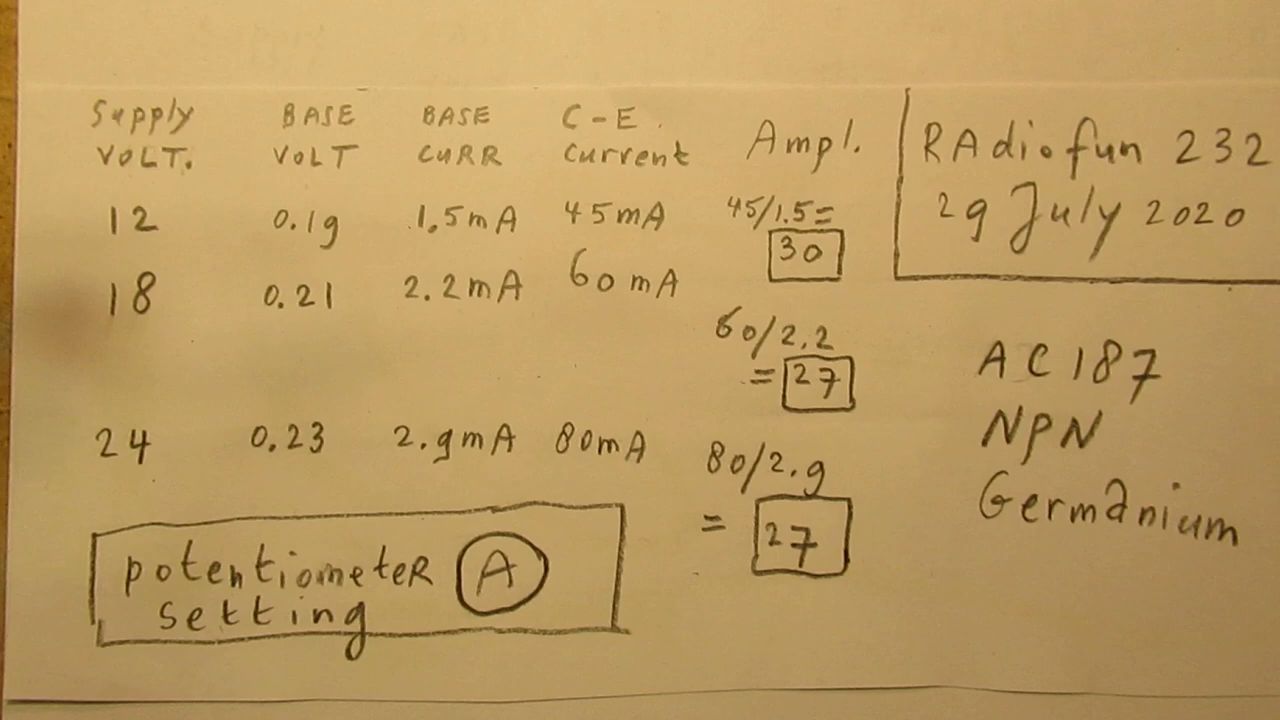 Supply BASE BASE C-E Ampl.
VOLT. VOLT CURR Current
12 0.19 1.5mA 45mA 45/1.5=
30
18 0.21 2.2mA 60mA
60/2.2
= 27
24 0.23 2.9mA 80mA 80/2.9
= 27
potentiometeR A
setting
RAdiofun 232
29 July 2020
AC187
NPN
Germanium